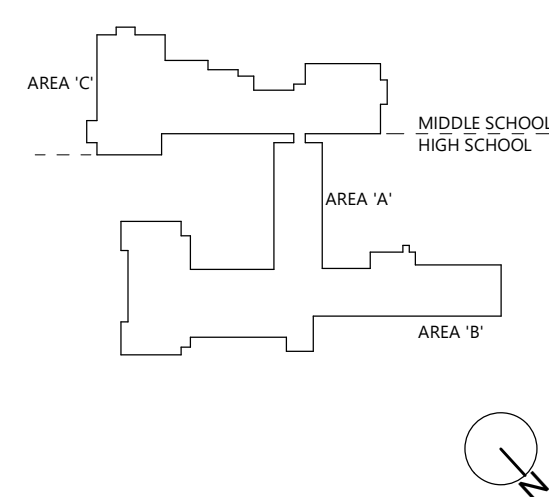 AREA 'C'
MIDDLE SCHOOL
HIGH SCHOOL
AREA 'A'
AREA 'B'
N